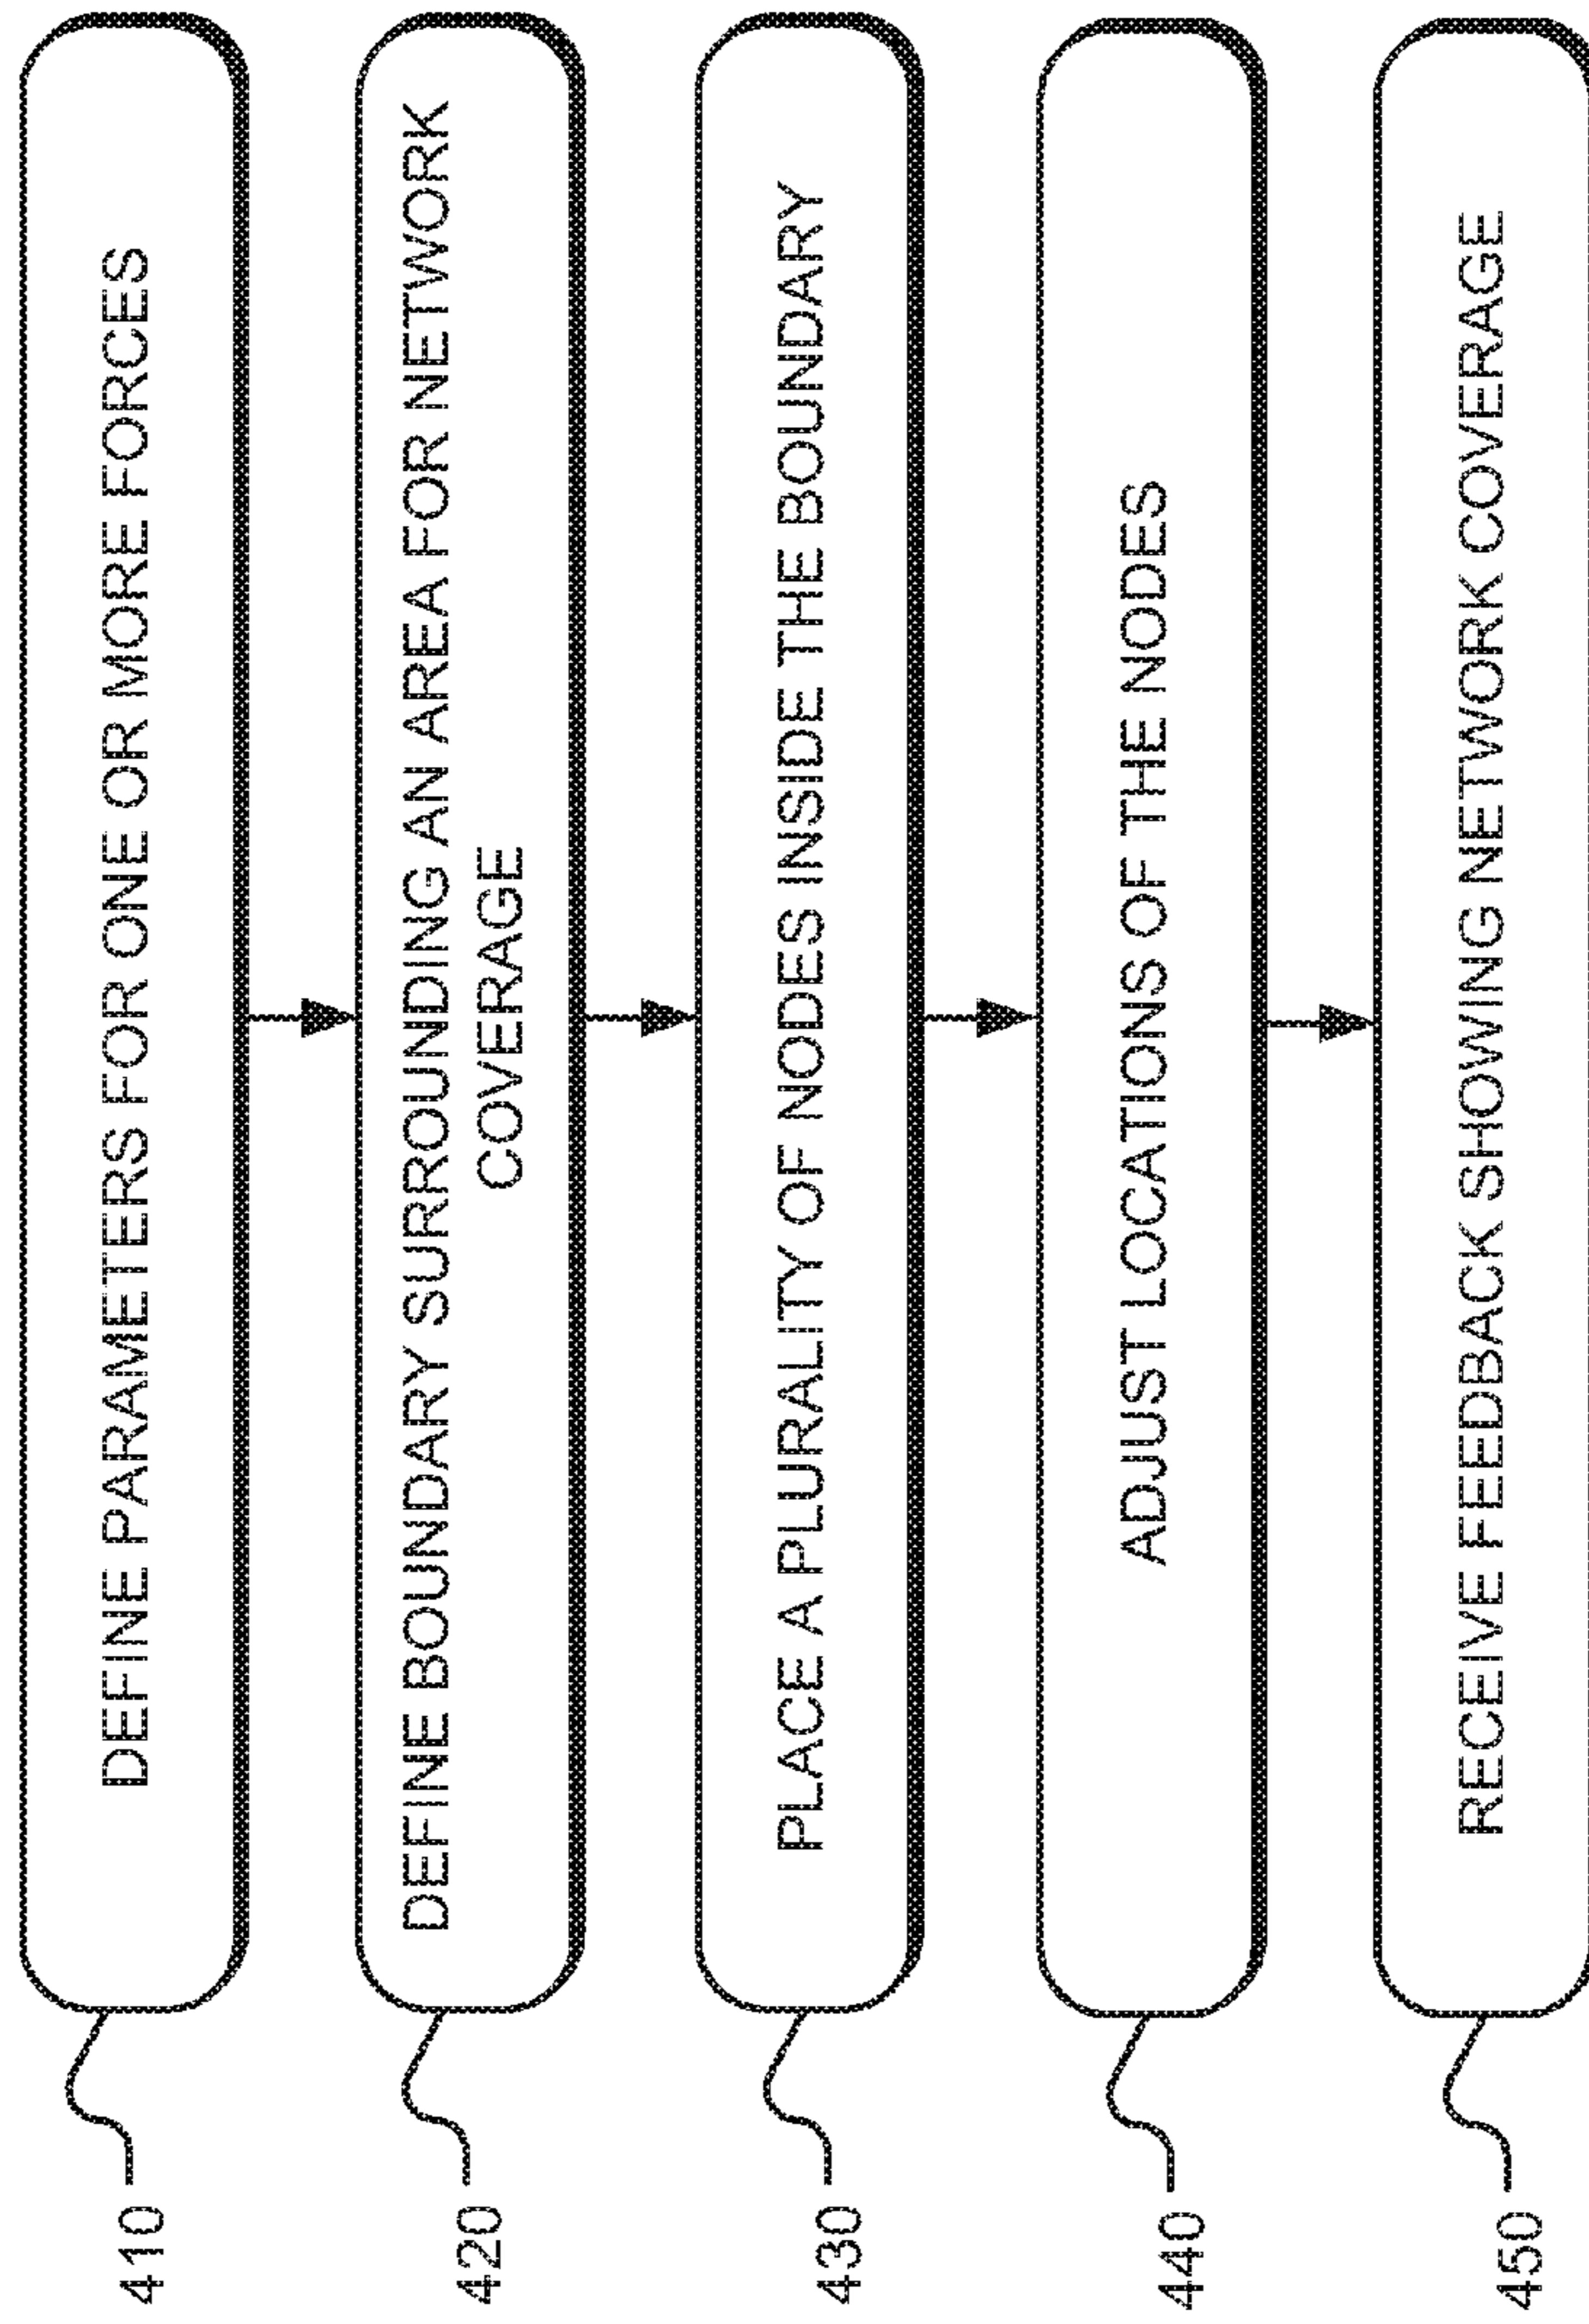 410
DEFINE PARAMETERS FOR ONE OR MORE FORCES
420
DEFINE BOUNDARY SURROUNDING AN AREA FOR NETWORK
COVERAGE
430
PLACE A PLURALITY OF NODES INSIDE THE BOUNDARY
440
ADJUST LOCATIONS OF THE NODES
450
RECEIVE FEEDBACK SHOWING NETWORK COVERAGE